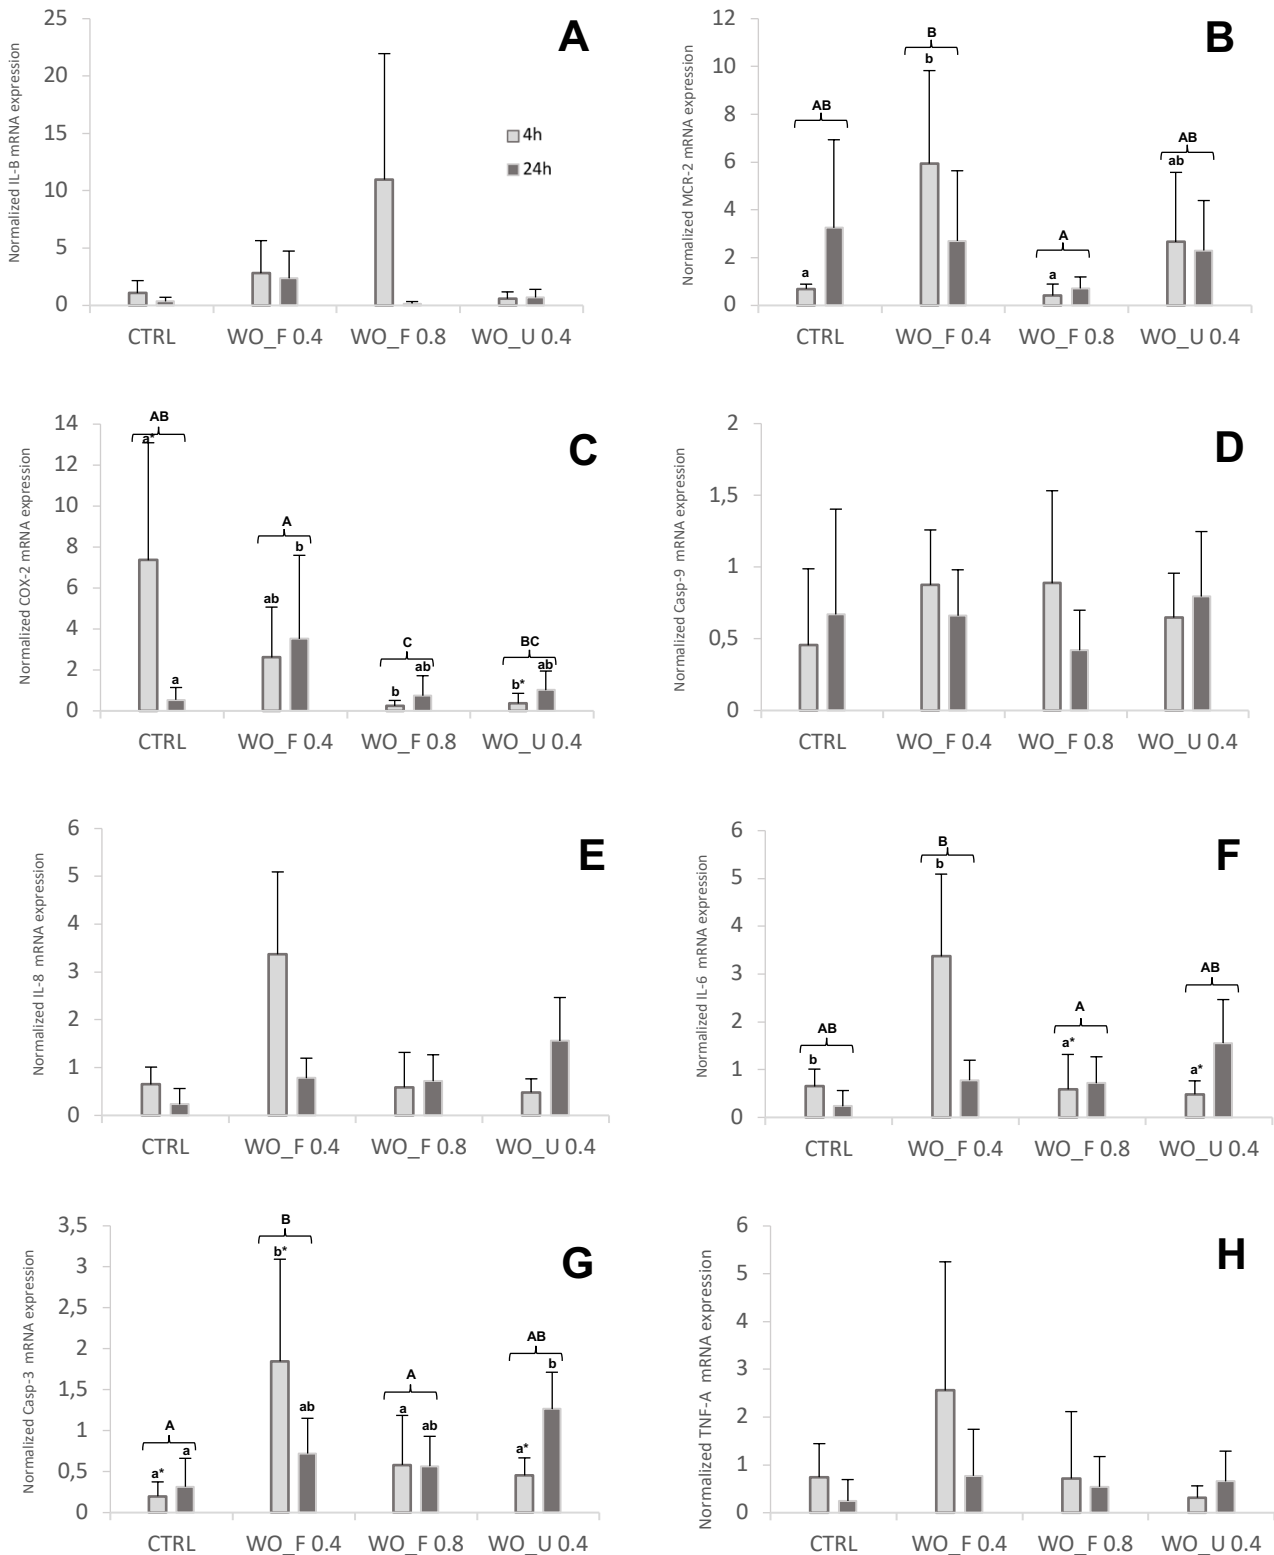 A
Normalized IL-B mRNA expression
25
20
15
10
5
0
4h
24h
CTRL WO_F 0.4 WO_F 0.8 WO_U 0.4
B
Normalized MCR-2 mRNA expression
12
10
8
6
4
2
0
AB B A AB
a b a ab
CTRL WO_F 0.4 WO_F 0.8 WO_U 0.4
C
Normalized COX-2 mRNA expression
14
12
10
8
6
4
2
0
AB A C BC
a* a ab b b ab b* ab
CTRL WO_F 0.4 WO_F 0.8 WO_U 0.4
D
Normalized Casp-9 mRNA expression
2
1,5
1
0,5
0
CTRL WO_F 0.4 WO_F 0.8 WO_U 0.4
E
Normalized IL-8 mRNA expression
6
5
4
3
2
1
0
CTRL WO_F 0.4 WO_F 0.8 WO_U 0.4
F
Normalized IL-6 mRNA expression
6
5
4
3
2
1
0
AB B A AB
b b a* a*
CTRL WO_F 0.4 WO_F 0.8 WO_U 0.4
G
Normalized Casp-3 mRNA expression
3,5
3
2,5
2
1,5
1
0,5
0
A B A AB
a* a b* ab a ab a* b
CTRL WO_F 0.4 WO_F 0.8 WO_U 0.4
H
Normalized TNF-A mRNA expression
6
5
4
3
2
1
0
CTRL WO_F 0.4 WO_F 0.8 WO_U 0.4